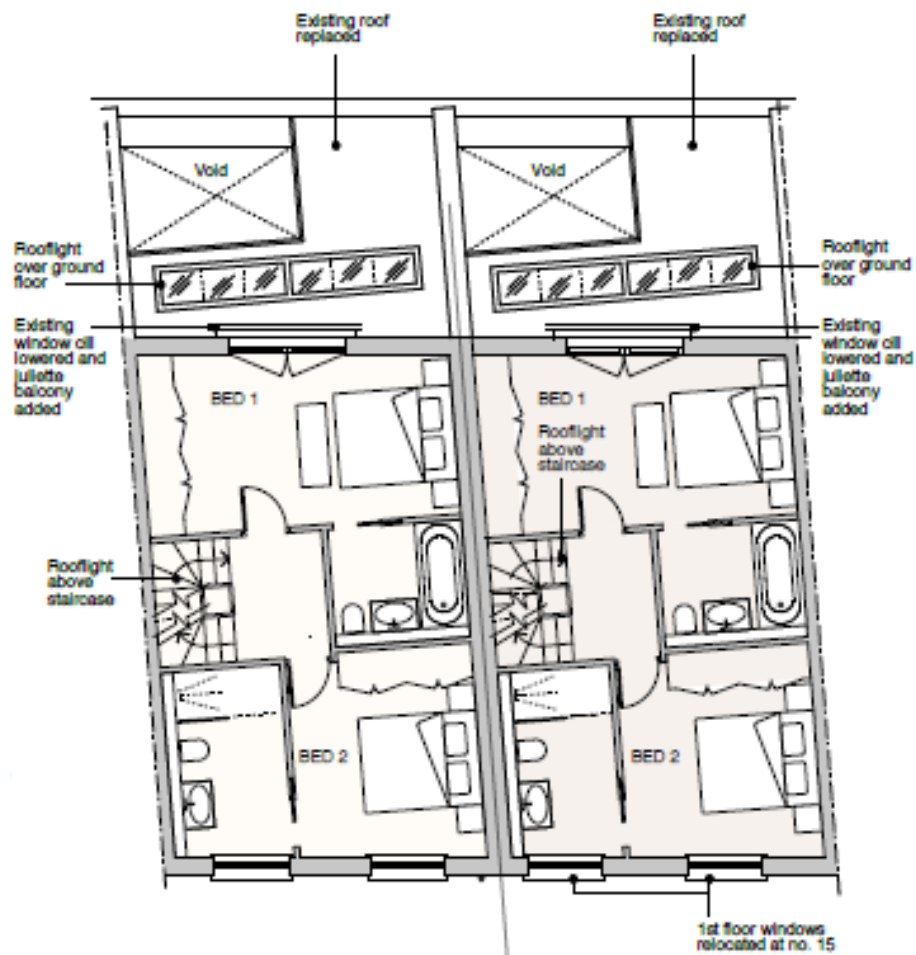 Existing roof
replaced
Existing roof
replaced
Void
Void
Rooflight
over ground
floor
Rooflight
over ground
floor
Existing
window cill
lowered and
juliette
balcony
added
Existing
window cill
lowered and
juliette
balcony
added
BED 1
BED 1
Rooflight
above
staircase
Rooflight
above
staircase
BED 2
BED 2
1st floor windows
relocated at no. 15